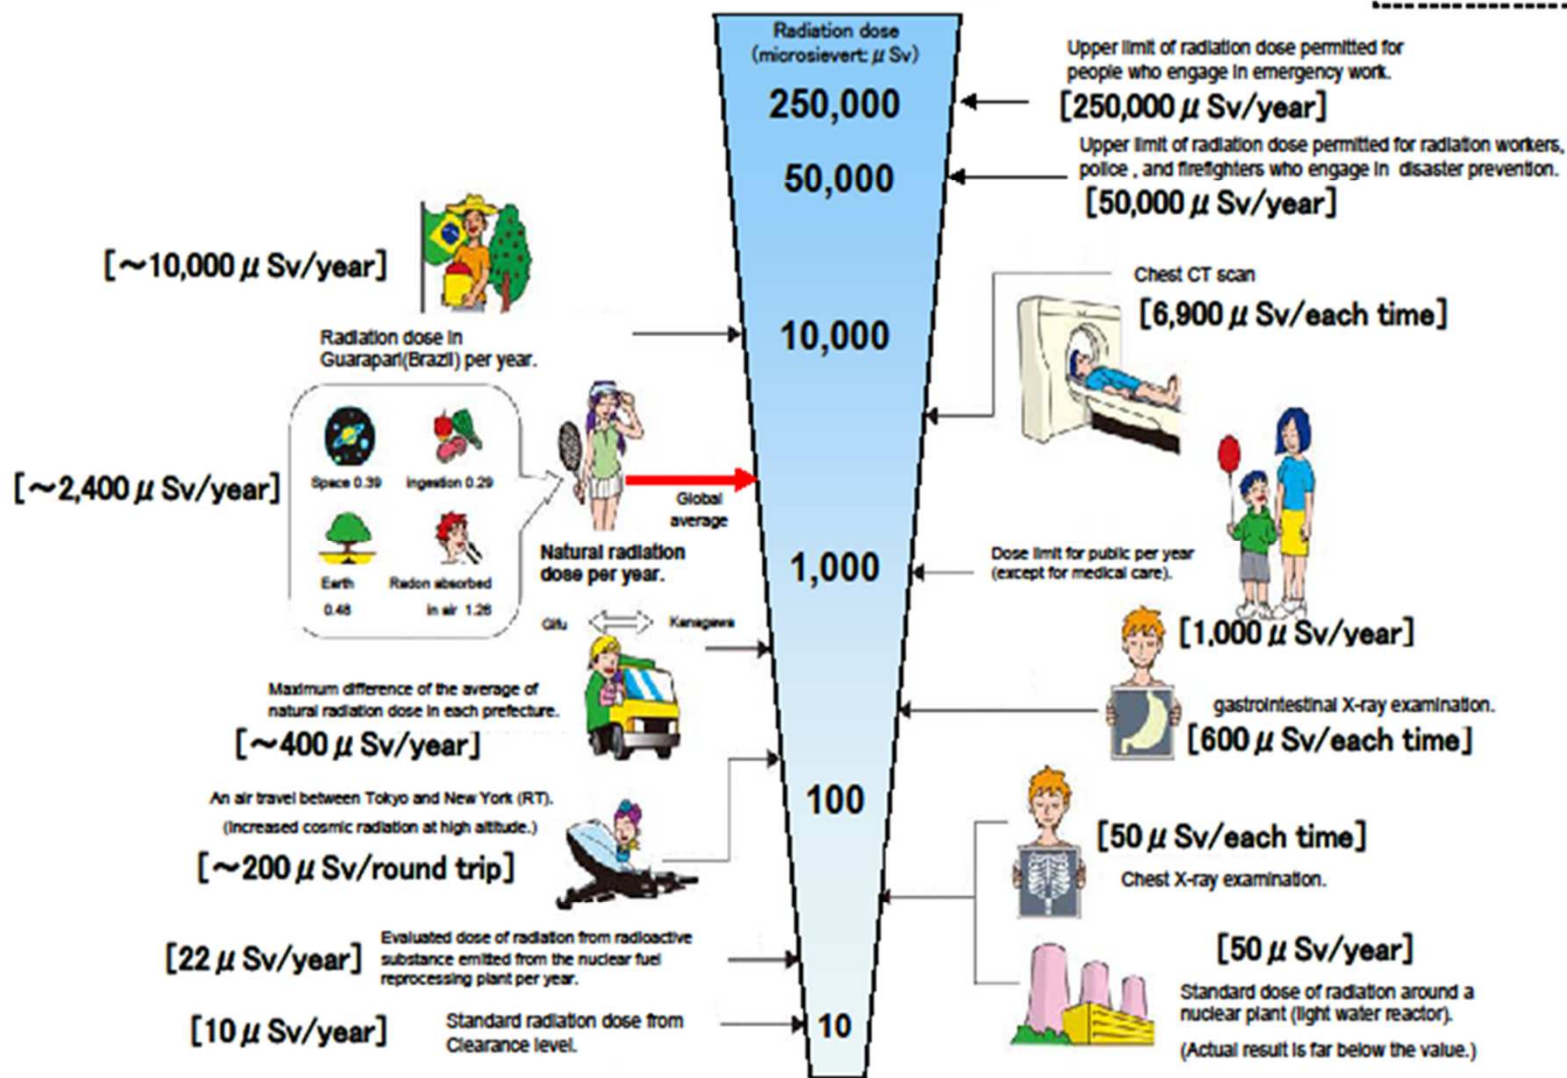 Radiation dose
(microsievert: μ Sv)
250,000
50,000
10,000
1,000
100
10
[~10,000 μ Sv/year]
Radiation dose in
Guarapari(Brazil) per year.
[~2,400 μ Sv/year]
Space 0.39
Ingestion 0.29
Earth
0.48
Radon absorbed
in air 1.26
Global
average
Natural radiation
dose per year.
Gifu
Kanagawa
Maximum difference of the average of
natural radiation dose in each prefecture.
[~400 μ Sv/year]
An air travel between Tokyo and New York (RT).
(Increased cosmic radiation at high altitude.)
[~200 μ Sv/round trip]
[22 μ Sv/year]
Evaluated dose of radiation from radioactive
substance emitted from the nuclear fuel
reprocessing plant per year.
[10 μ Sv/year]
Standard radiation dose from
Clearance level.
Upper limit of radiation dose permitted for
people who engage in emergency work.
[250,000 μ Sv/year]
Upper limit of radiation dose permitted for radiation workers,
police , and firefighters who engage in disaster prevention.
[50,000 μ Sv/year]
Chest CT scan
[6,900 μ Sv/each time]
Dose limit for public per year
(except for medical care).
[1,000 μ Sv/year]
gastrointestinal X-ray examination.
[600 μ Sv/each time]
[50 μ Sv/each time]
Chest X-ray examination.
[50 μ Sv/year]
Standard dose of radiation around a
nuclear plant (light water reactor).
(Actual result is far below the value.)